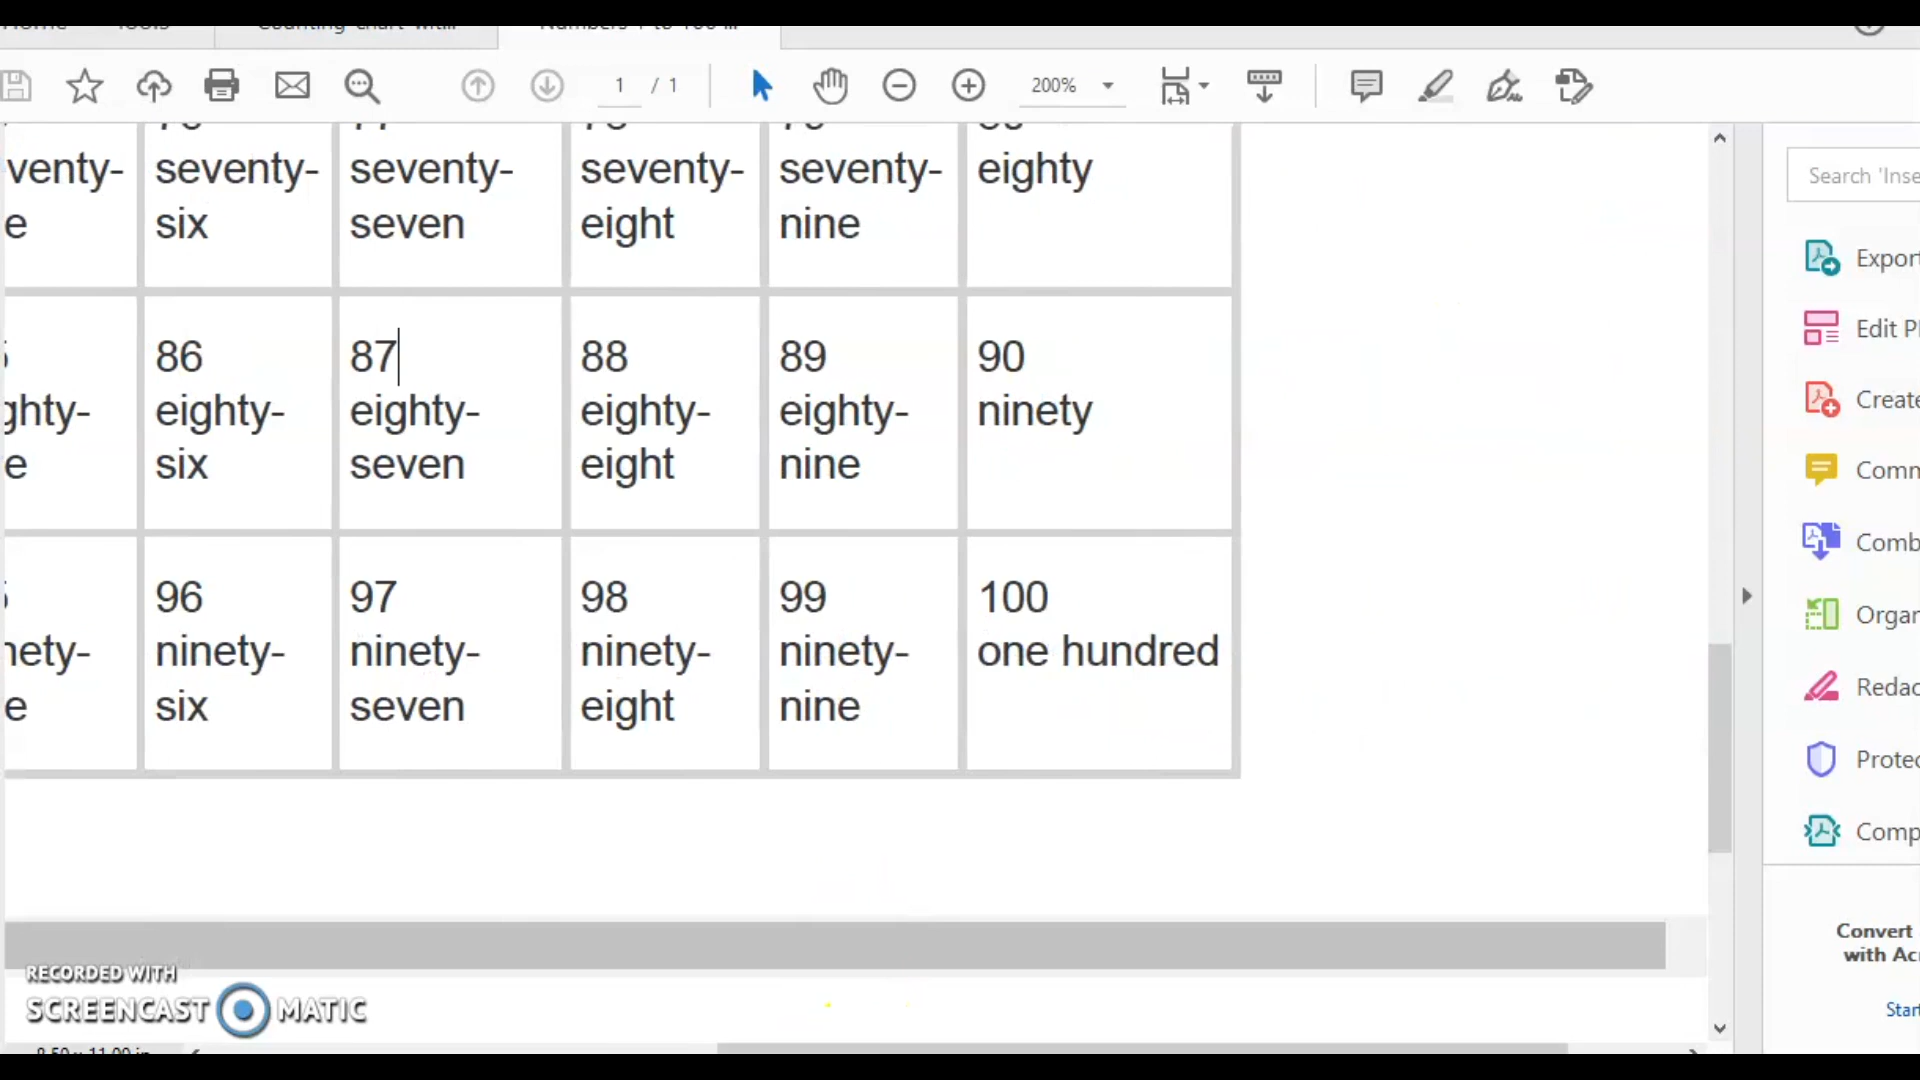 1 / 1
200%
Search 'Inse
venty-
e
seventy-
six
seventy-
seven
seventy-
eight
seventy-
nine
eighty
Export
ghty-
e
86
eighty-
six
87
eighty-
seven
88
eighty-
eight
89
eighty-
nine
90
ninety
Edit P
Create
Comm
Comb
nety-
e
96
ninety-
six
97
ninety-
seven
98
ninety-
eight
99
ninety-
nine
100
one hundred
Organ
Redac
Protec
Comp
Convert
with Ac
Start
RECORDED WITH
SCREENCAST MATIC